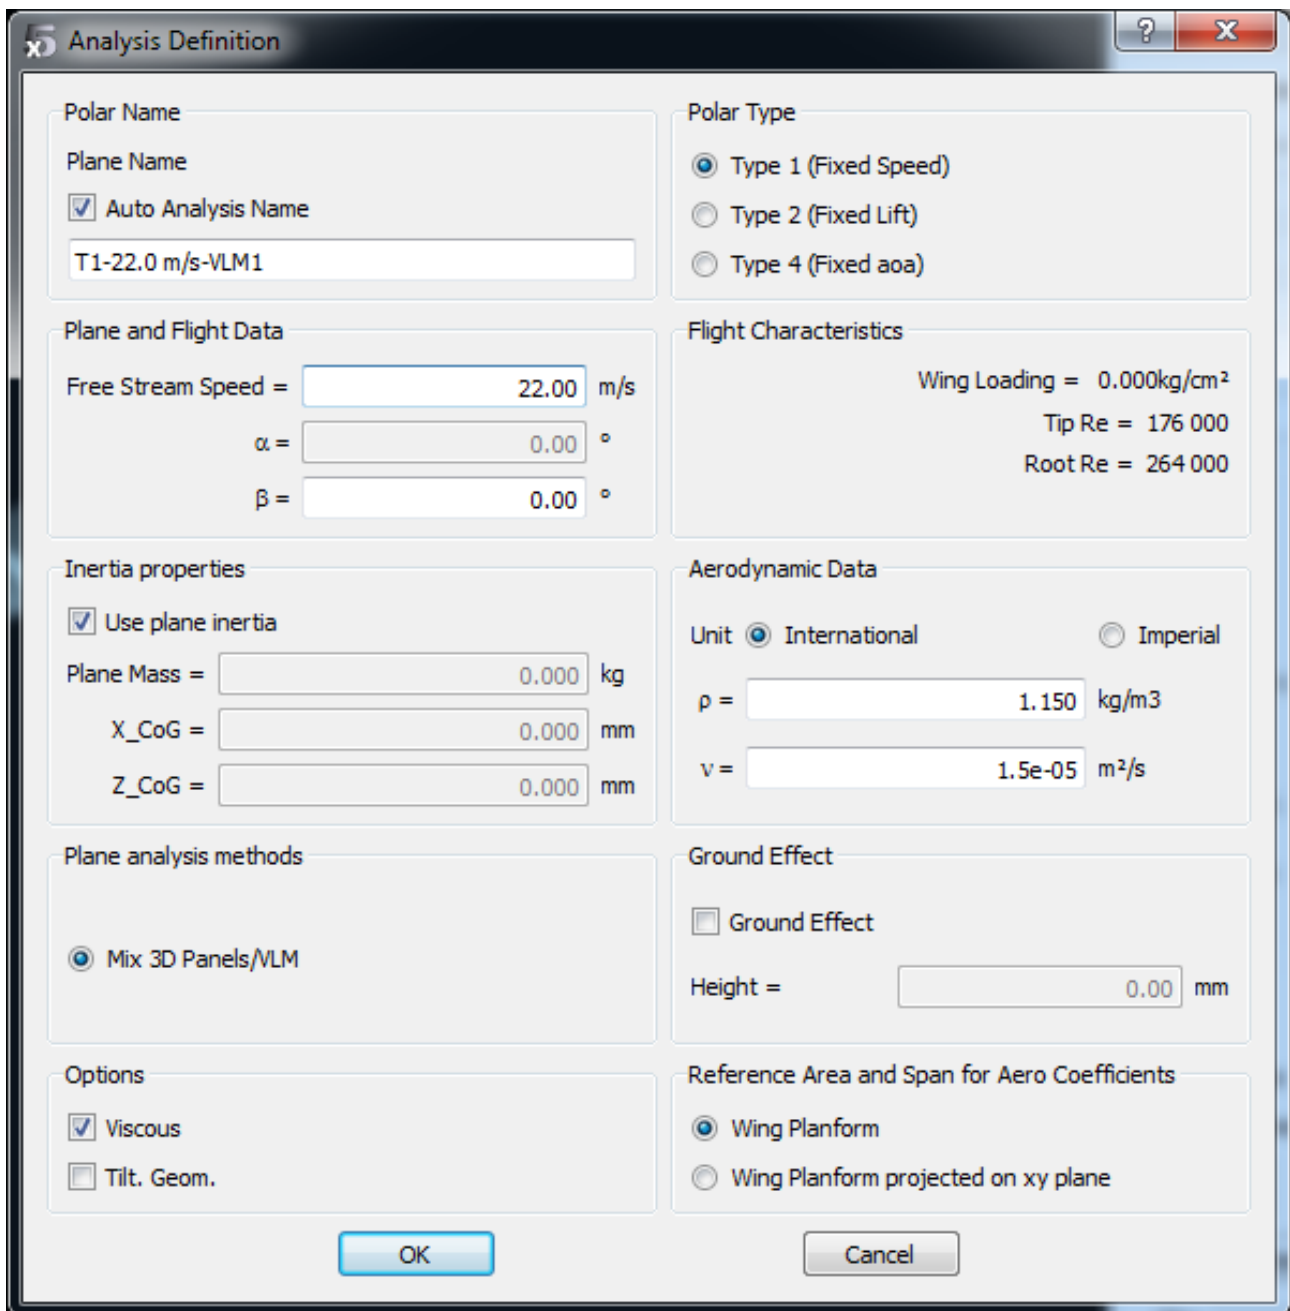 Analysis Definition
Polar Name
Plane Name
Auto Analysis Name
T1-22.0 m/s-VLM1
Polar Type
Type 1 (Fixed Speed)
Type 2 (Fixed Lift)
Type 4 (Fixed aoa)
Plane and Flight Data
Free Stream Speed = 22.00 m/s
α = 0.00 °
β = 0.00 °
Flight Characteristics
Wing Loading = 0.000kg/cm²
Tip Re = 176 000
Root Re = 264 000
Inertia properties
Use plane inertia
Plane Mass = 0.000 kg
X_CoG = 0.000 mm
Z_CoG = 0.000 mm
Aerodynamic Data
Unit International Imperial
ρ = 1.150 kg/m3
ν = 1.5e-05 m²/s
Plane analysis methods
Mix 3D Panels/VLM
Ground Effect
Ground Effect
Height = 0.00 mm
Options
Viscous
Tilt. Geom.
Reference Area and Span for Aero Coefficients
Wing Planform
Wing Planform projected on xy plane
OK Cancel